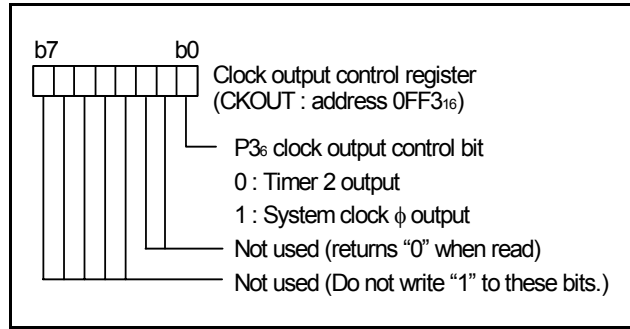 b7 b0
Clock output control register
(CKOUT : address 0FF3₁₆)
P3₆ clock output control bit
0 : Timer 2 output
1 : System clock ϕ output
Not used (returns “0” when read)
Not used (Do not write “1” to these bits.)